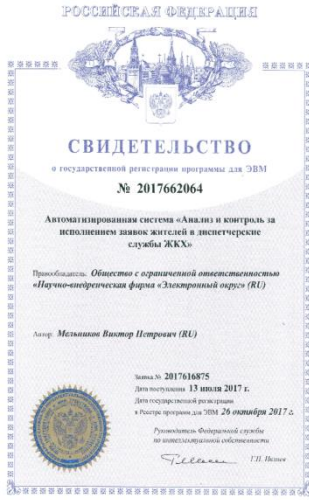 РОССИЙСКАЯ ФЕДЕРАЦИЯ
СВИДЕТЕЛЬСТВО
о государственной регистрации программы для ЭВМ
№ 2017662064
Автоматизированная система «Анализ и контроль за
исполнением заявок жителей в диспетчерские
службы ЖКХ»
Правообладатель: Общество с ограниченной ответственностью
«Научно-внедренческая фирма «Электронный округ» (RU)
Автор: Мельников Виктор Петрович (RU)
Заявка № 2017616875
Дата поступления 13 июля 2017 г.
Дата государственной регистрации
в Реестре программ для ЭВМ 26 октября 2017 г.
Руководитель Федеральной службы
по интеллектуальной собственности
Г.П. Ивлиев